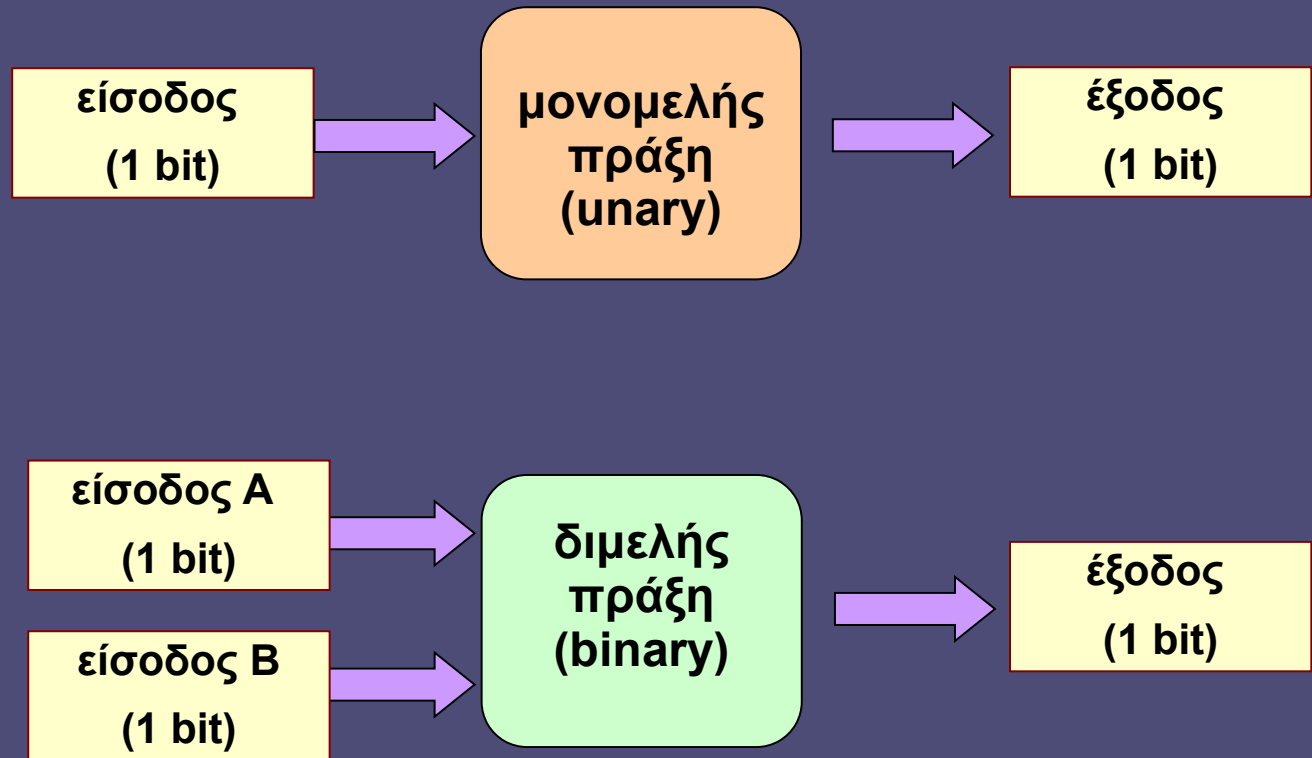 είσοδος
(1 bit)
μονομελής
πράξη
(unary)
έξοδος
(1 bit)
είσοδος Α
(1 bit)
είσοδος Β
(1 bit)
διμελής
πράξη
(binary)
έξοδος
(1 bit)